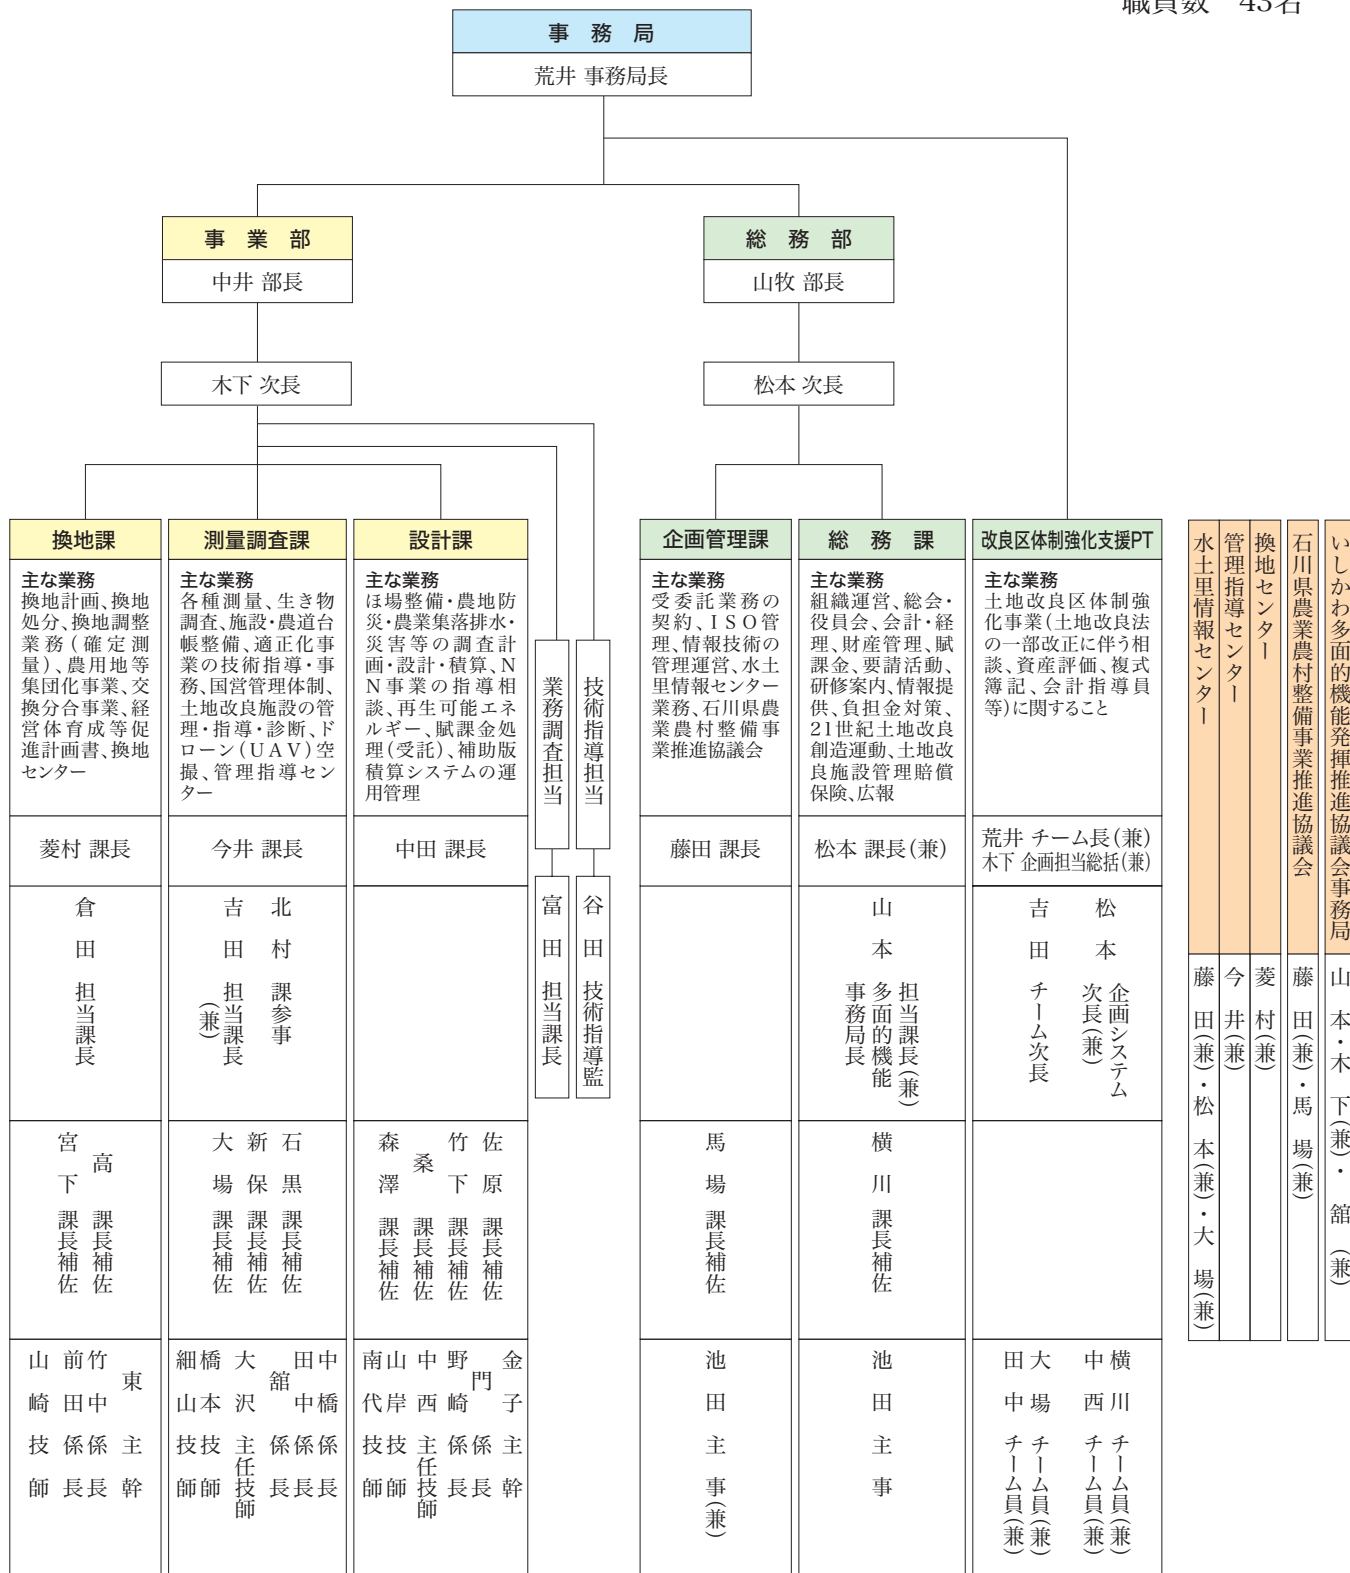 職員数　43名
事　務　局
荒井 事務局長
事　業　部
中井 部長
木下 次長
総　務　部
山牧 部長
松本 次長
換地課
主な業務
換地計画、換地
処分、換地調整
業務(確定測
量)、農用地等
集団化事業、交
換分合事業、経
営体育成等促
進計画書、換地
センター
菱村 課長
倉田 担当課長
高 課長補佐
宮下 課長補佐
東 主幹
竹中 係長
前田 係長
山崎 技師
測量調査課
主な業務
各種測量、生き物
調査、施設・農道台
帳整備、適正化事
業の技術指導・事
務、国営管理体制、
土地改良施設の管
理・指導・診断、ド
ローン(UAV)空
撮、管理指導セン
ター
今井 課長
北村 課参事
吉田 担当課長(兼)
石黒 課長補佐
新保 課長補佐
大場 課長補佐
中橋 係長
田中 係長
舘 係長
大沢 主任技師
橋本 技師
細山 技師
設計課
主な業務
ほ場整備・農地防
災・農業集落排水・
災害等の調査計
画・設計・積算、N
N事業の指導相
談、再生可能エネ
ルギー、賦課金処
理(受託)、補助版
積算システムの運
用管理
中田 課長
佐原 課長補佐
竹下 課長補佐
桑 課長補佐
森澤 課長補佐
金子 主幹
門 係長
野崎 係長
中西 主任技師
山岸 技師
南代 技師
業務調査担当
富田 担当課長
技術指導担当
谷田 技術指導監
企画管理課
主な業務
受委託業務の
契約、ISO管
理、情報技術の
管理運営、水土
里情報センター
業務、石川県農
業農村整備事
業推進協議会
藤田 課長
馬場 課長補佐
池田 主事(兼)
総　務　課
主な業務
組織運営、総会・
役員会、会計・経
理、財産管理、賦
課金、要請活動、
研修案内、情報提
供、負担金対策、
21世紀土地改良
創造運動、土地改
良施設管理賠償
保険、広報
松本 課長(兼)
山本 担当課長(兼)
多面的機能
事務局長
横川 課長補佐
池田 主事
改良区体制強化支援PT
主な業務
土地改良区体制強
化事業(土地改良法
の一部改正に伴う相
談、資産評価、複式
簿記、会計指導員
等)に関すること
荒井 チーム長(兼)
木下 企画担当総括(兼)
松本 企画システム
次長(兼)
吉田 チーム次長
横川 チーム員(兼)
中西 チーム員(兼)
大場 チーム員(兼)
田中 チーム員(兼)
いしかわ多面的機能発揮推進協議会事務局
山本・木下(兼)・舘(兼)
石川県農業農村整備事業推進協議会
藤田(兼)・馬場(兼)
換地センター
菱村(兼)
管理指導センター
今井(兼)
水土里情報センター
藤田(兼)・松本(兼)・大場(兼)